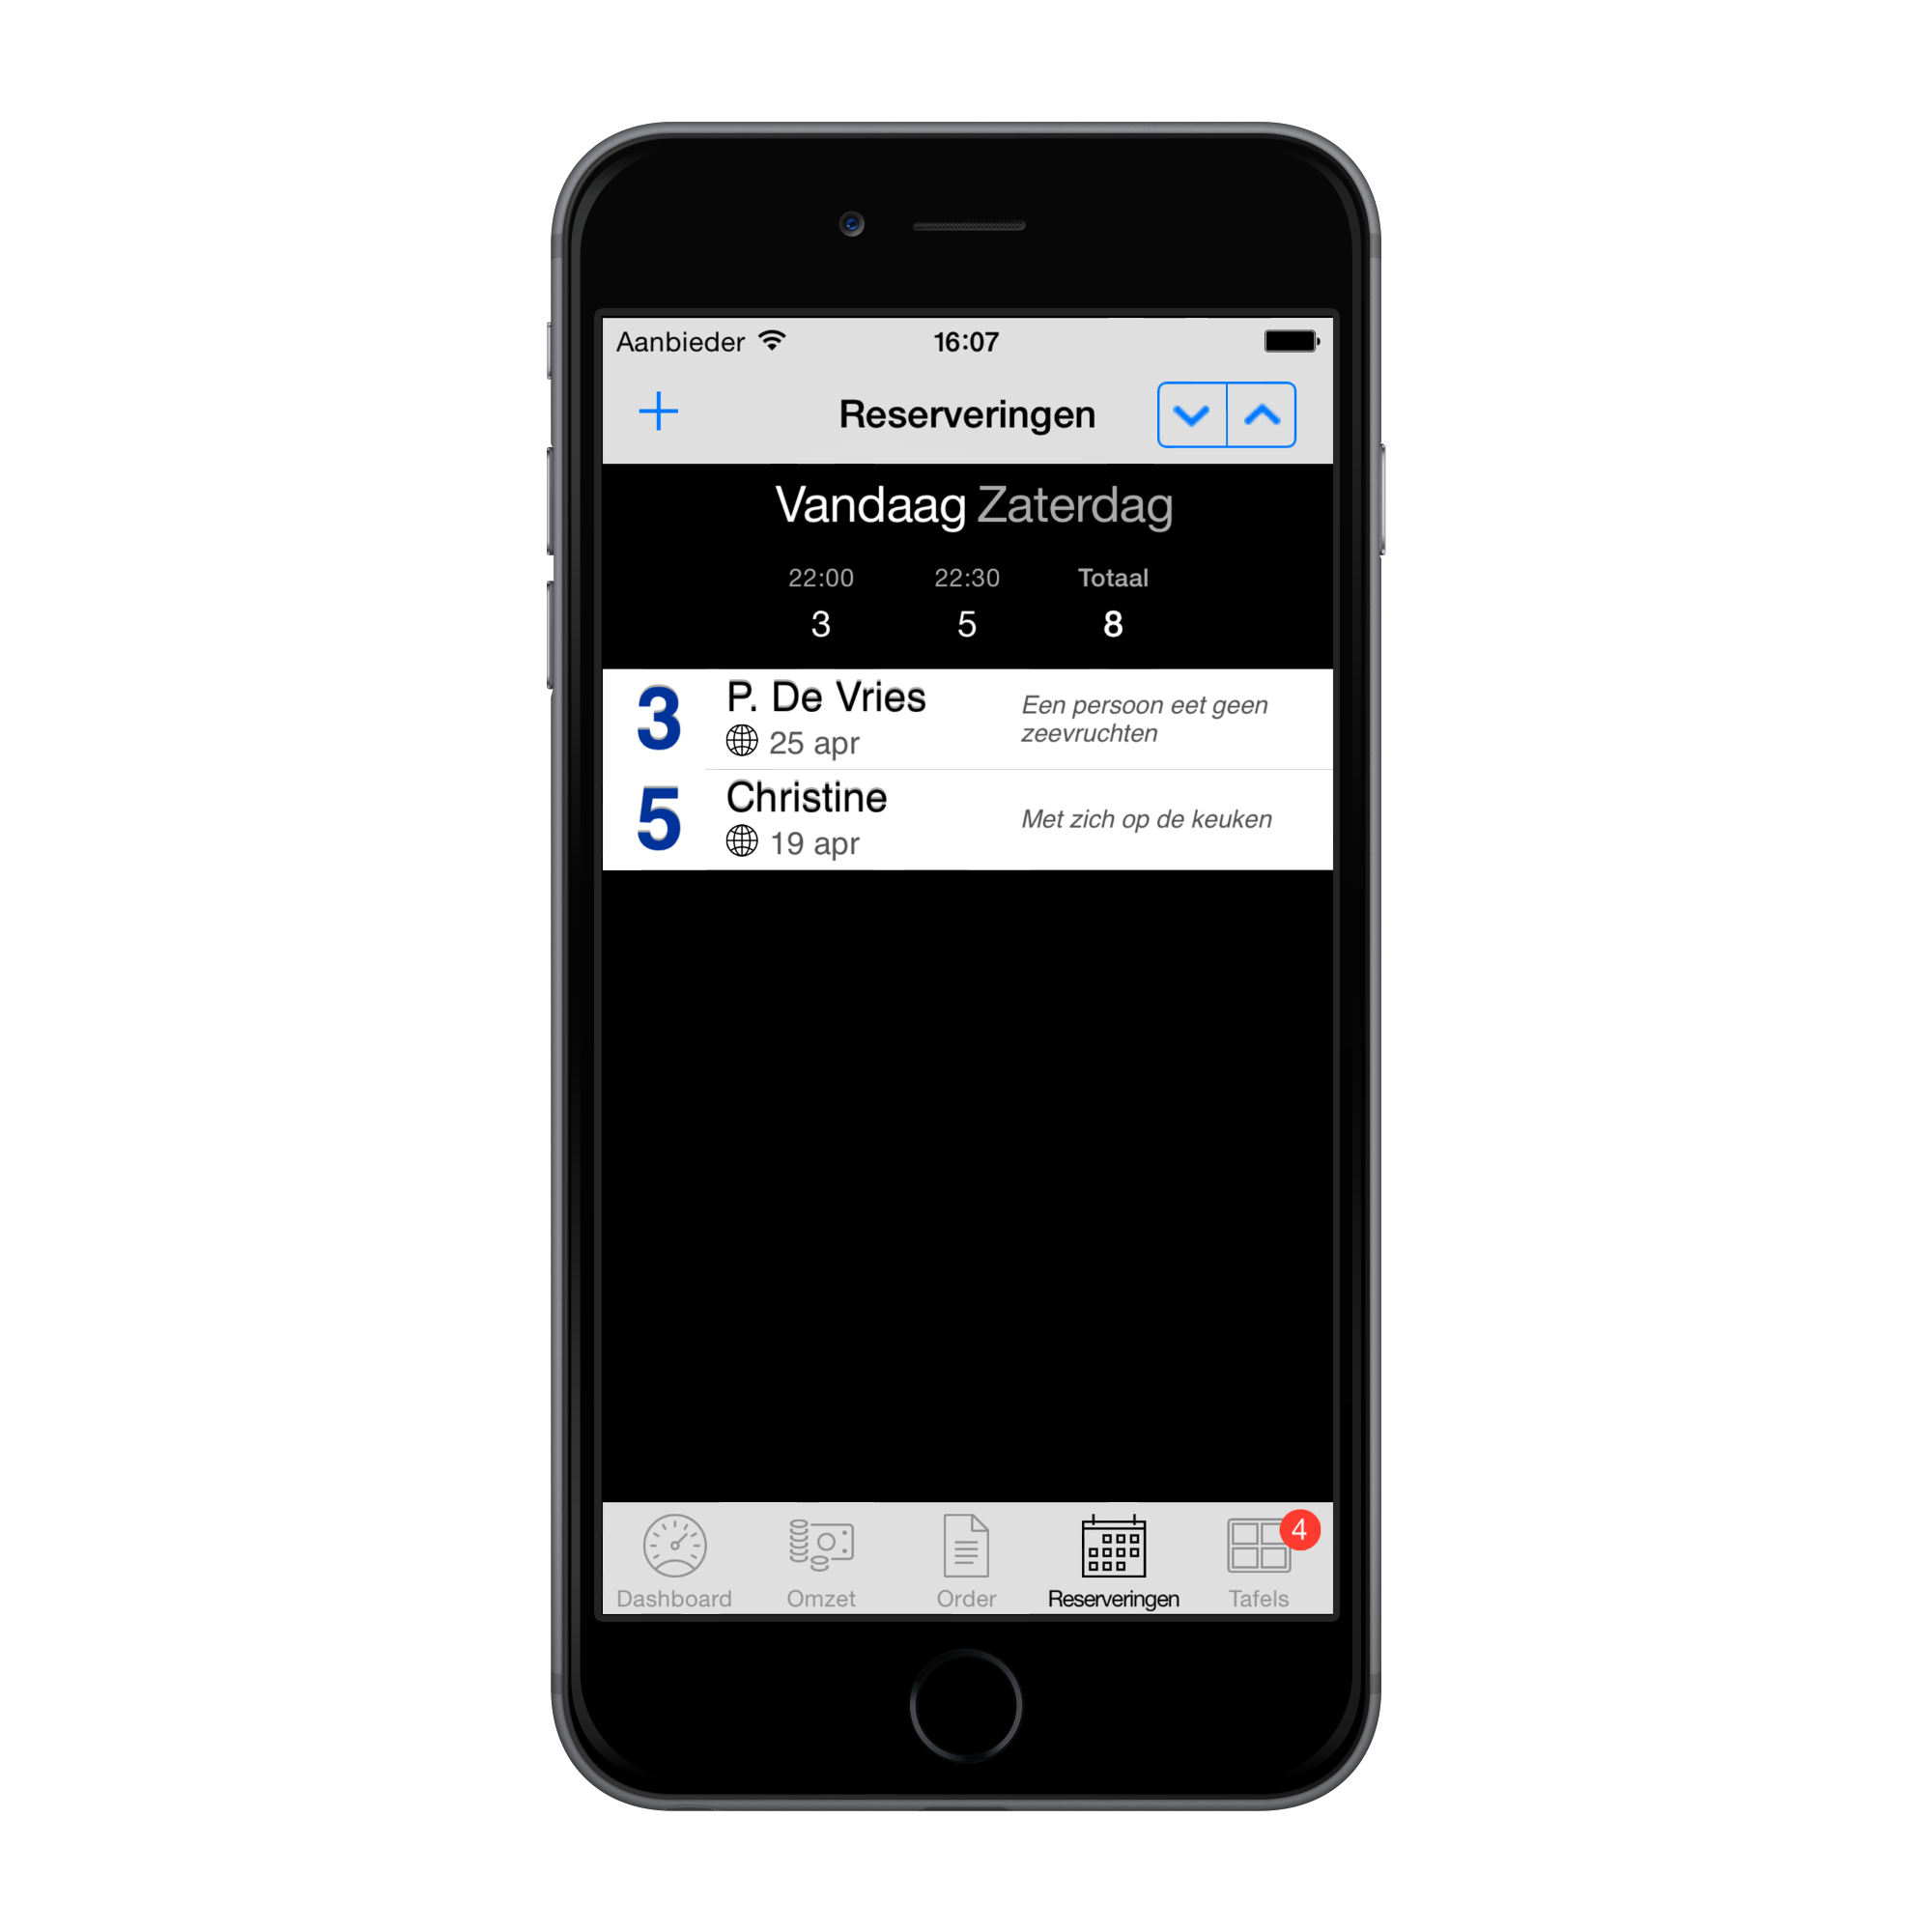 Aanbieder 16:07
Reserveringen
Vandaag Zaterdag
22:00 22:30 Totaal
3 5 8
3 P. De Vries
25 apr
Een persoon eet geen
zeevruchten
5 Christine
19 apr
Met zich op de keuken
4
Dashboard Omzet Order Reserveringen Tafels